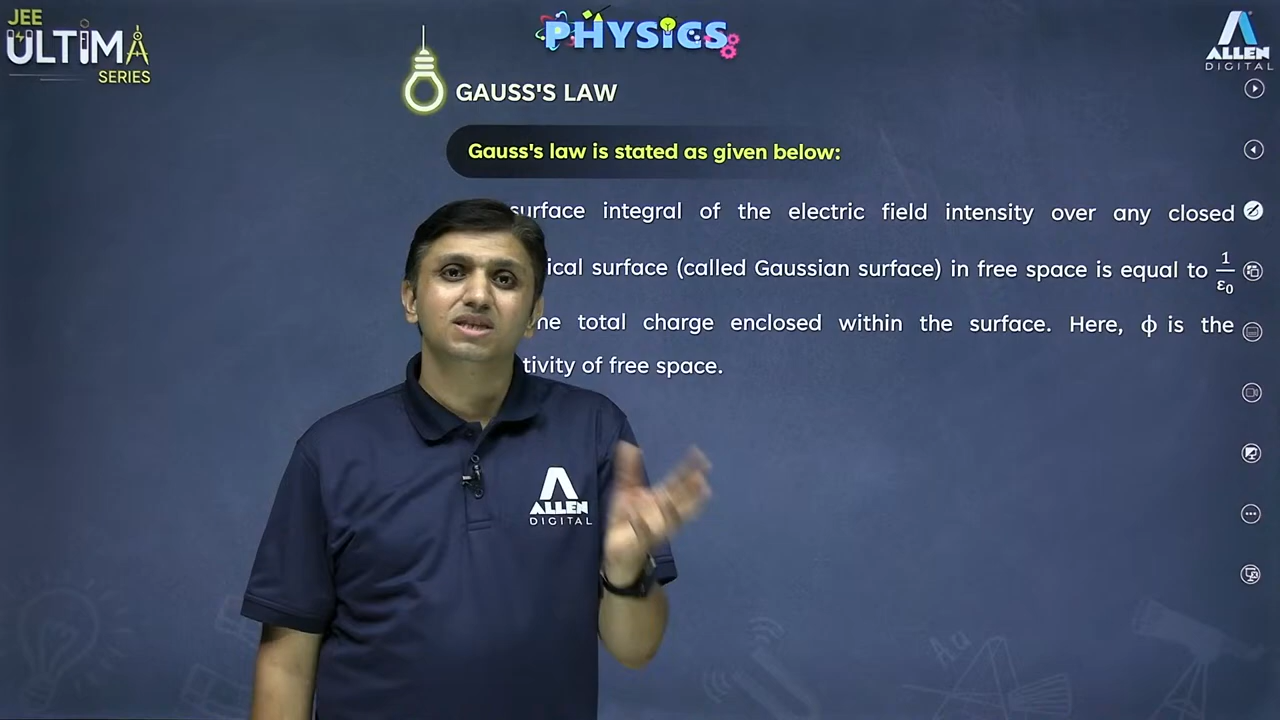 JEE
ULTIMA
SERIES
PHYSICS
ALLEN
DIGITAL
GAUSS'S LAW
Gauss's law is stated as given below:
surface integral of the electric field intensity over any closed
ical surface (called Gaussian surface) in free space is equal to 1/ε₀
total charge enclosed within the surface. Here, ϕ is the
tivity of free space.
ALLEN
DIGITAL
Aa